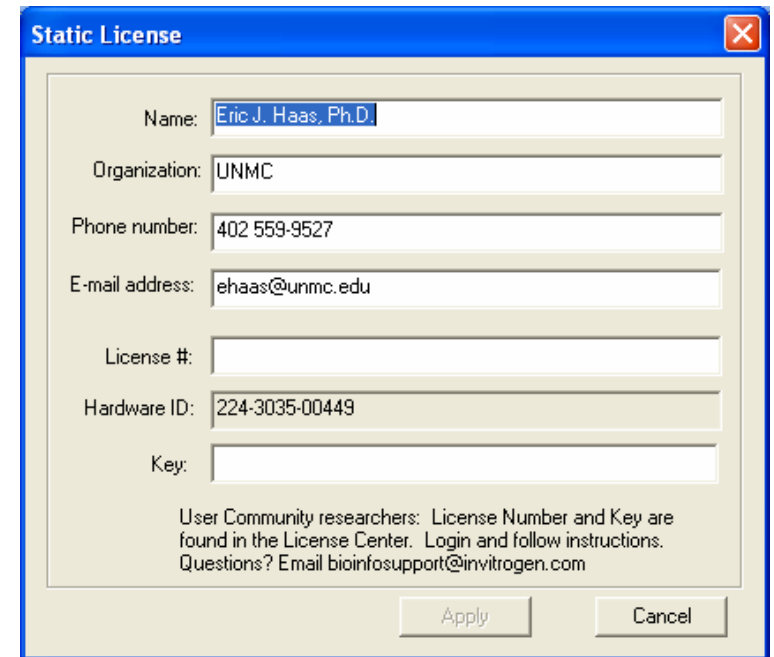 Static License
Name: Eric J. Haas, Ph.D.
Organization: UNMC
Phone number: 402 559-9527
E-mail address: ehaas@unmc.edu
License #:
Hardware ID: 224-3035-00449
Key:
User Community researchers:  License Number and Key are
found in the License Center.  Login and follow instructions.
Questions? Email bioinfosupport@invitrogen.com
Apply Cancel